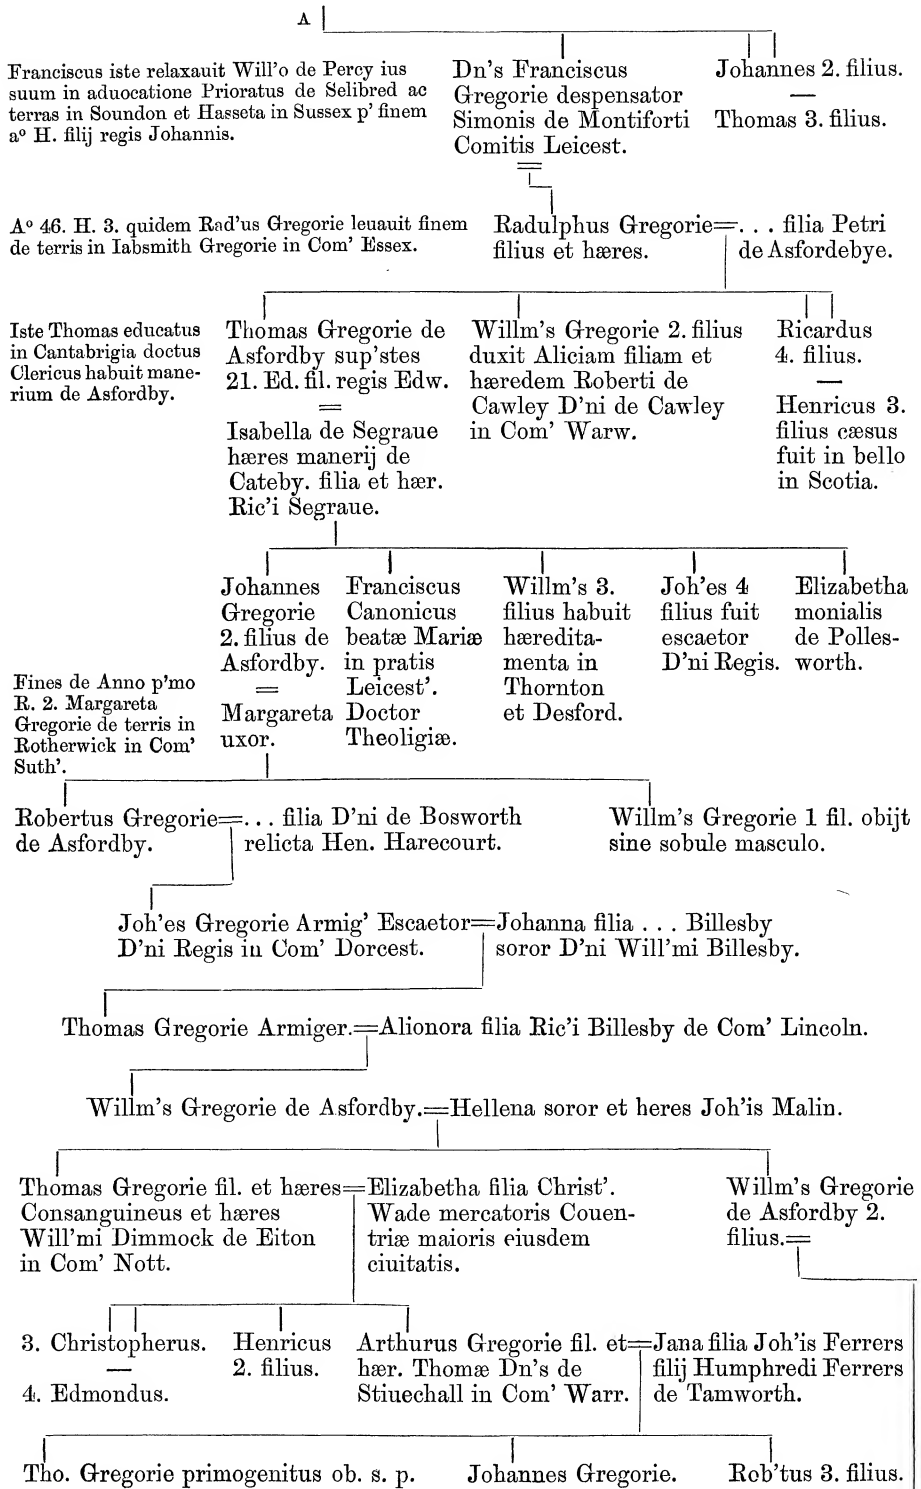 A
Franciscus iste relaxauit Will'o de Percy ius
suum in aduocatione Prioratus de Selibred ac
terras in Soundon et Hasseta in Sussex p' finem
aº H. filij regis Johannis.
Dn's Franciscus
Gregorie despensator
Simonis de Montiforti
Comitis Leicest.
=
Johannes 2. filius.
—
Thomas 3. filius.
Aº 46. H. 3. quidem Rad'us Gregorie leuauit finem
de terris in Iabsmith Gregorie in Com' Essex.
Radulphus Gregorie=. . . filia Petri
filius et hæres. de Asfordebye.
Iste Thomas educatus
in Cantabrigia doctus
Clericus habuit mane-
rium de Asfordby.
Thomas Gregorie de
Asfordby sup'stes
21. Ed. fil. regis Edw.
=
Isabella de Segraue
hæres manerij de
Cateby. filia et hær.
Ric'i Segraue.
Willm's Gregorie 2. filius
duxit Aliciam filiam et
hæredem Roberti de
Cawley D'ni de Cawley
in Com' Warw.
Ricardus
4. filius.
—
Henricus 3.
filius cæsus
fuit in bello
in Scotia.
Johannes
Gregorie
2. filius de
Asfordby.
=
Margareta
uxor.
Franciscus
Canonicus
beatæ Mariæ
in pratis
Leicest'.
Doctor
Theoligiæ.
Willm's 3.
filius habuit
hæredita-
menta in
Thornton
et Desford.
Joh'es 4
filius fuit
escaetor
D'ni Regis.
Elizabetha
monialis
de Polles-
worth.
Fines de Anno p'mo
R. 2. Margareta
Gregorie de terris in
Rotherwick in Com'
Suth'.
Robertus Gregorie=. . . filia D'ni de Bosworth
de Asfordby. relicta Hen. Harecourt.
Willm's Gregorie 1 fil. obijt
sine sobule masculo.
Joh'es Gregorie Armig' Escaetor=Johanna filia . . . Billesby
D'ni Regis in Com' Dorcest. soror D'ni Will'mi Billesby.
Thomas Gregorie Armiger.=Alionora filia Ric'i Billesby de Com' Lincoln.
Willm's Gregorie de Asfordby.=Hellena soror et heres Joh'is Malin.
Thomas Gregorie fil. et hæres=Elizabetha filia Christ'.
Consanguineus et hæres Wade mercatoris Couen-
Will'mi Dimmock de Eiton triæ maioris eiusdem
in Com' Nott. ciuitatis.
Willm's Gregorie
de Asfordby 2.
filius.=
3. Christopherus.
—
4. Edmondus.
Henricus
2. filius.
Arthurus Gregorie fil. et=Jana filia Joh'is Ferrers
hær. Thomæ Dn's de filij Humphredi Ferrers
Stiuechall in Com' Warr. de Tamworth.
Tho. Gregorie primogenitus ob. s. p.
Johannes Gregorie.
Rob'tus 3. filius.